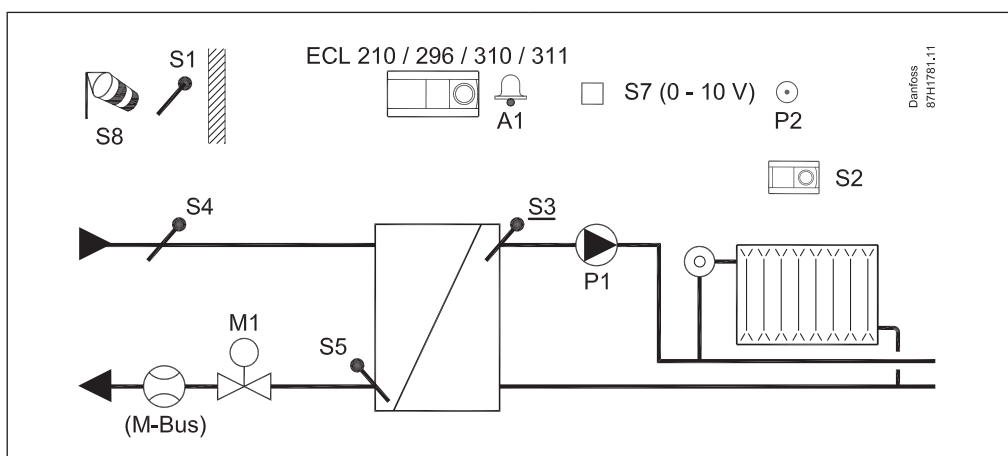 S1
ECL 210 / 296 / 310 / 311
S8
A1
S7 (0 - 10 V)
P2
Danfoss
87H1781.11
S2
S4
S3
P1
M1
S5
(M-Bus)